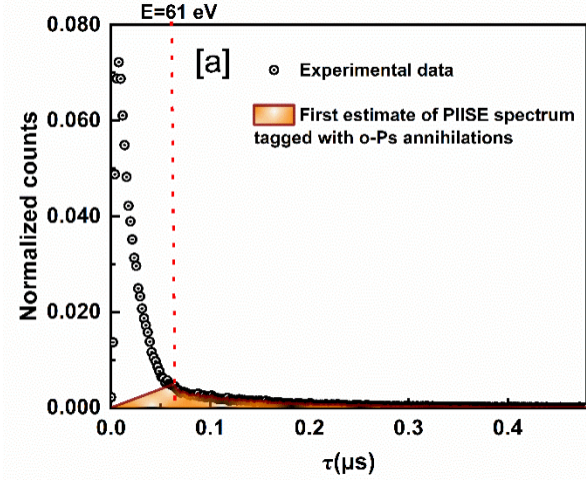 E=61 eV
0.080
[a]
Experimental data
First estimate of PIISE spectrum
tagged with o-Ps annihilations
0.060
0.040
0.020
0.000
Normalized counts
0.0
0.1
0.2
0.3
0.4
τ(μs)